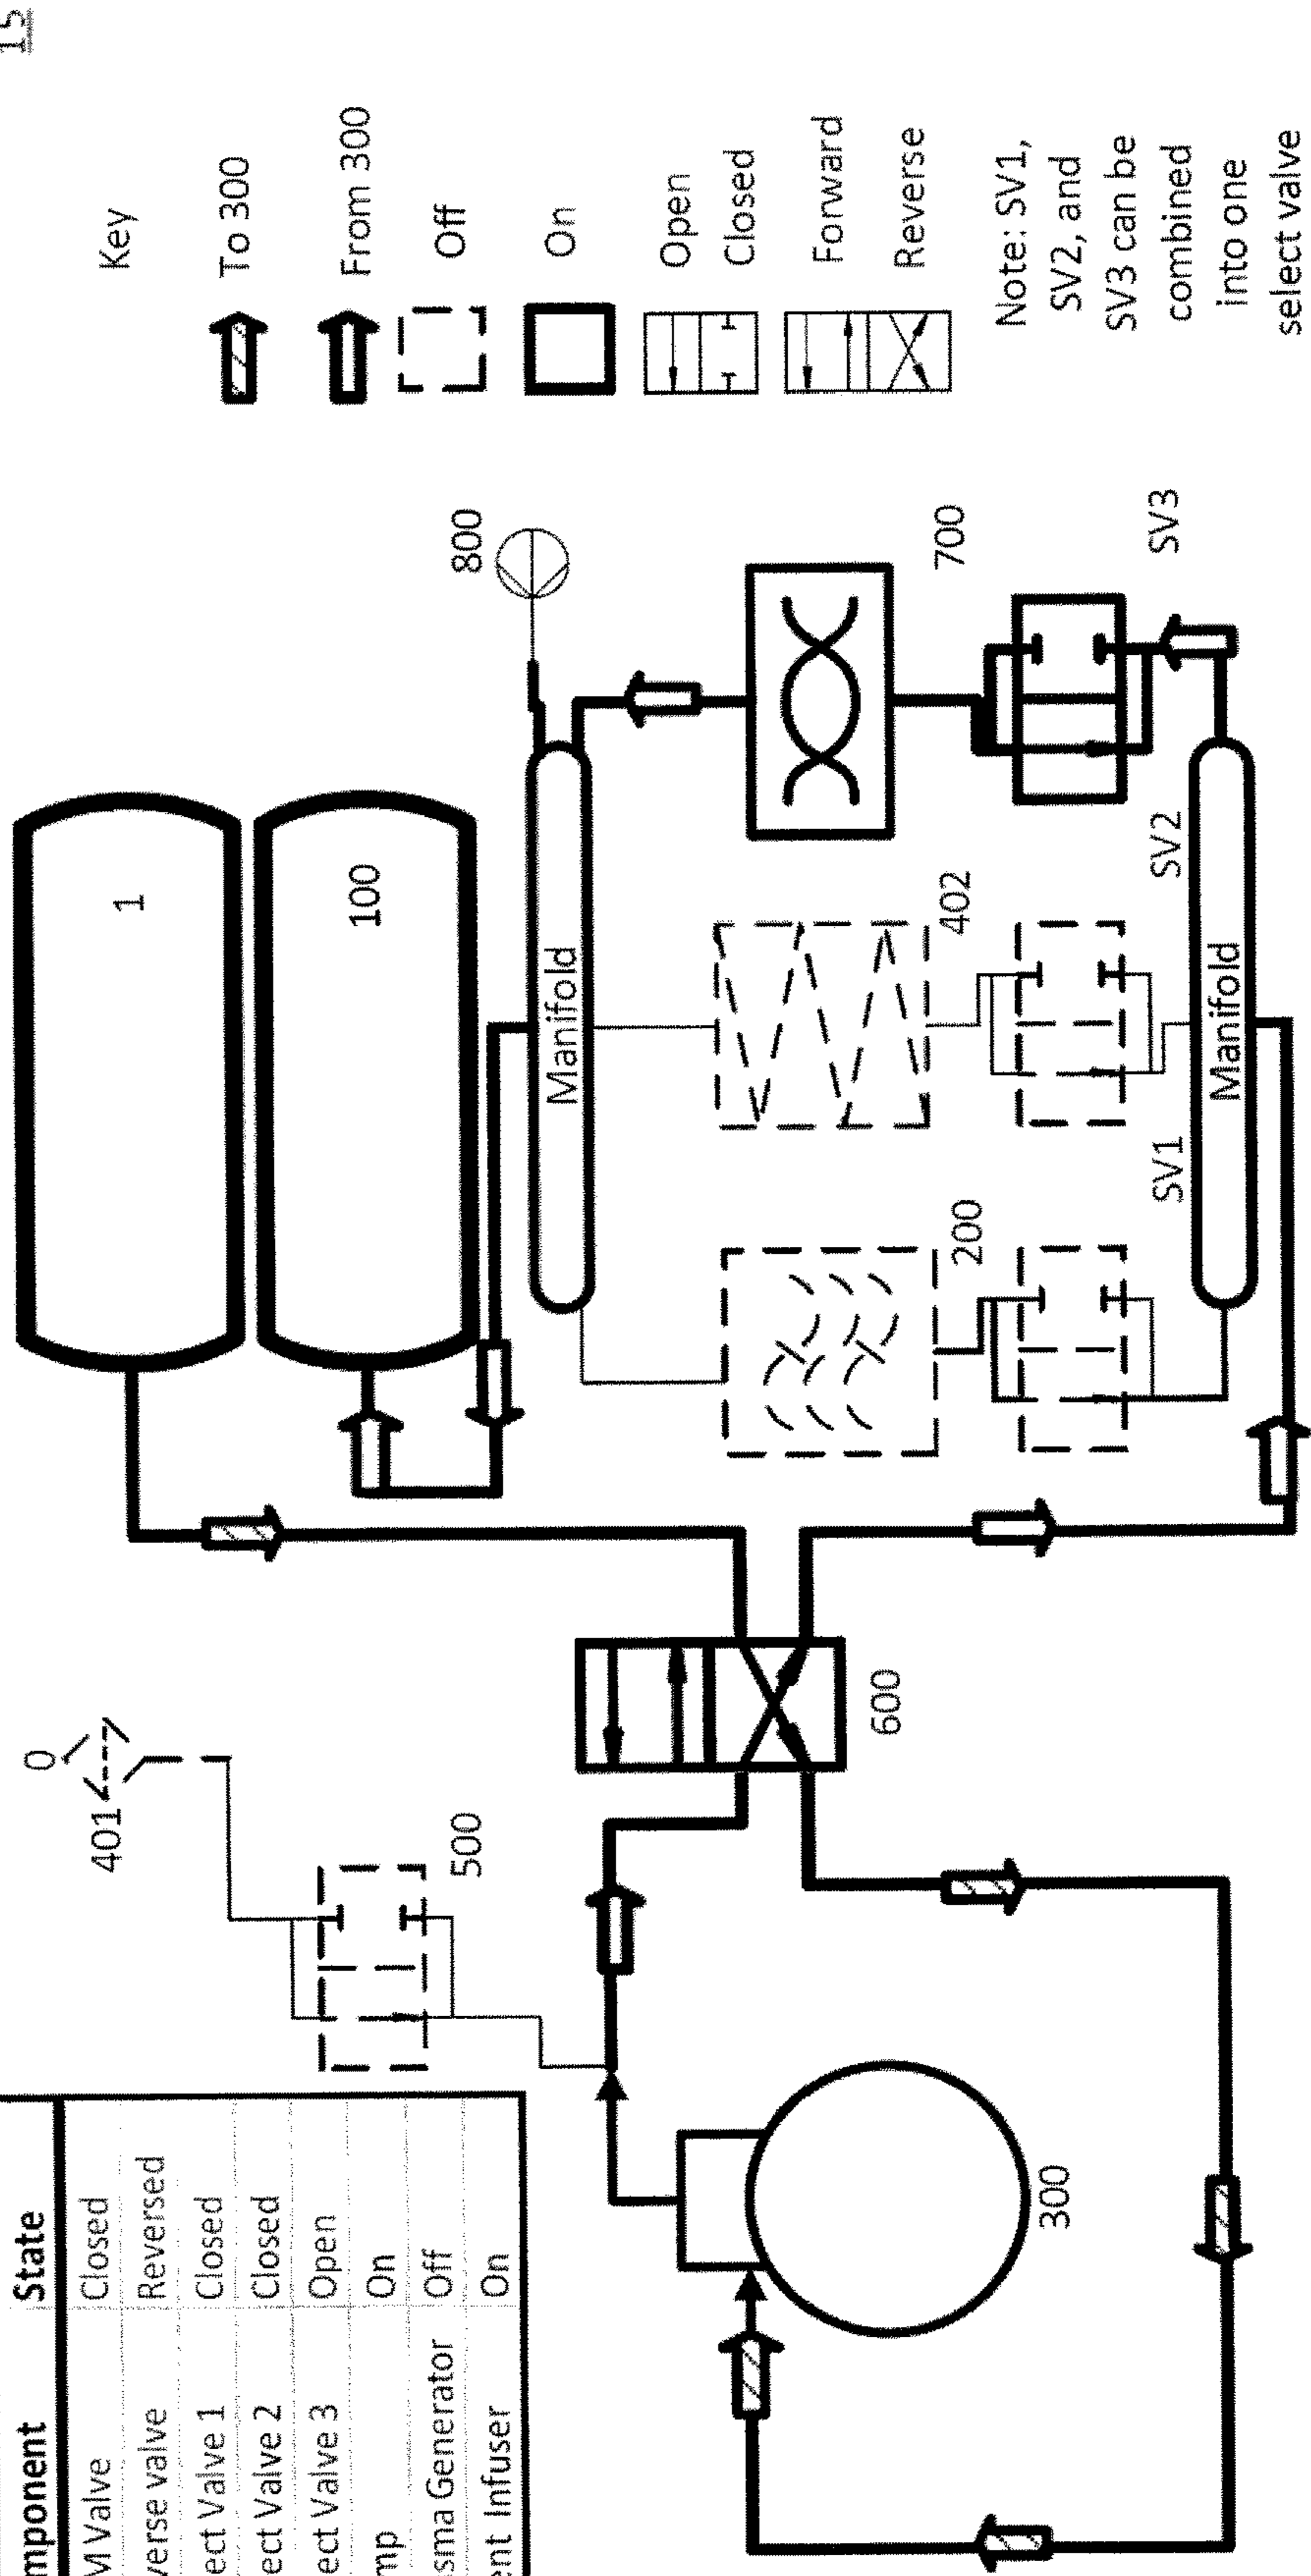 15
Component State
M Valve Closed
verse valve Reversed
ect Valve 1 Closed
ect Valve 2 Closed
ect Valve 3 Open
mp On
sma Generator Off
ent Infuser On
0
401
500
300
600
1
100
Manifold
800
200
402
700
SV1
SV2
SV3
Manifold
Key
To 300
From 300
Off
On
Open
Closed
Forward
Reverse
Note: SV1,
SV2, and
SV3 can be
combined
into one
select valve